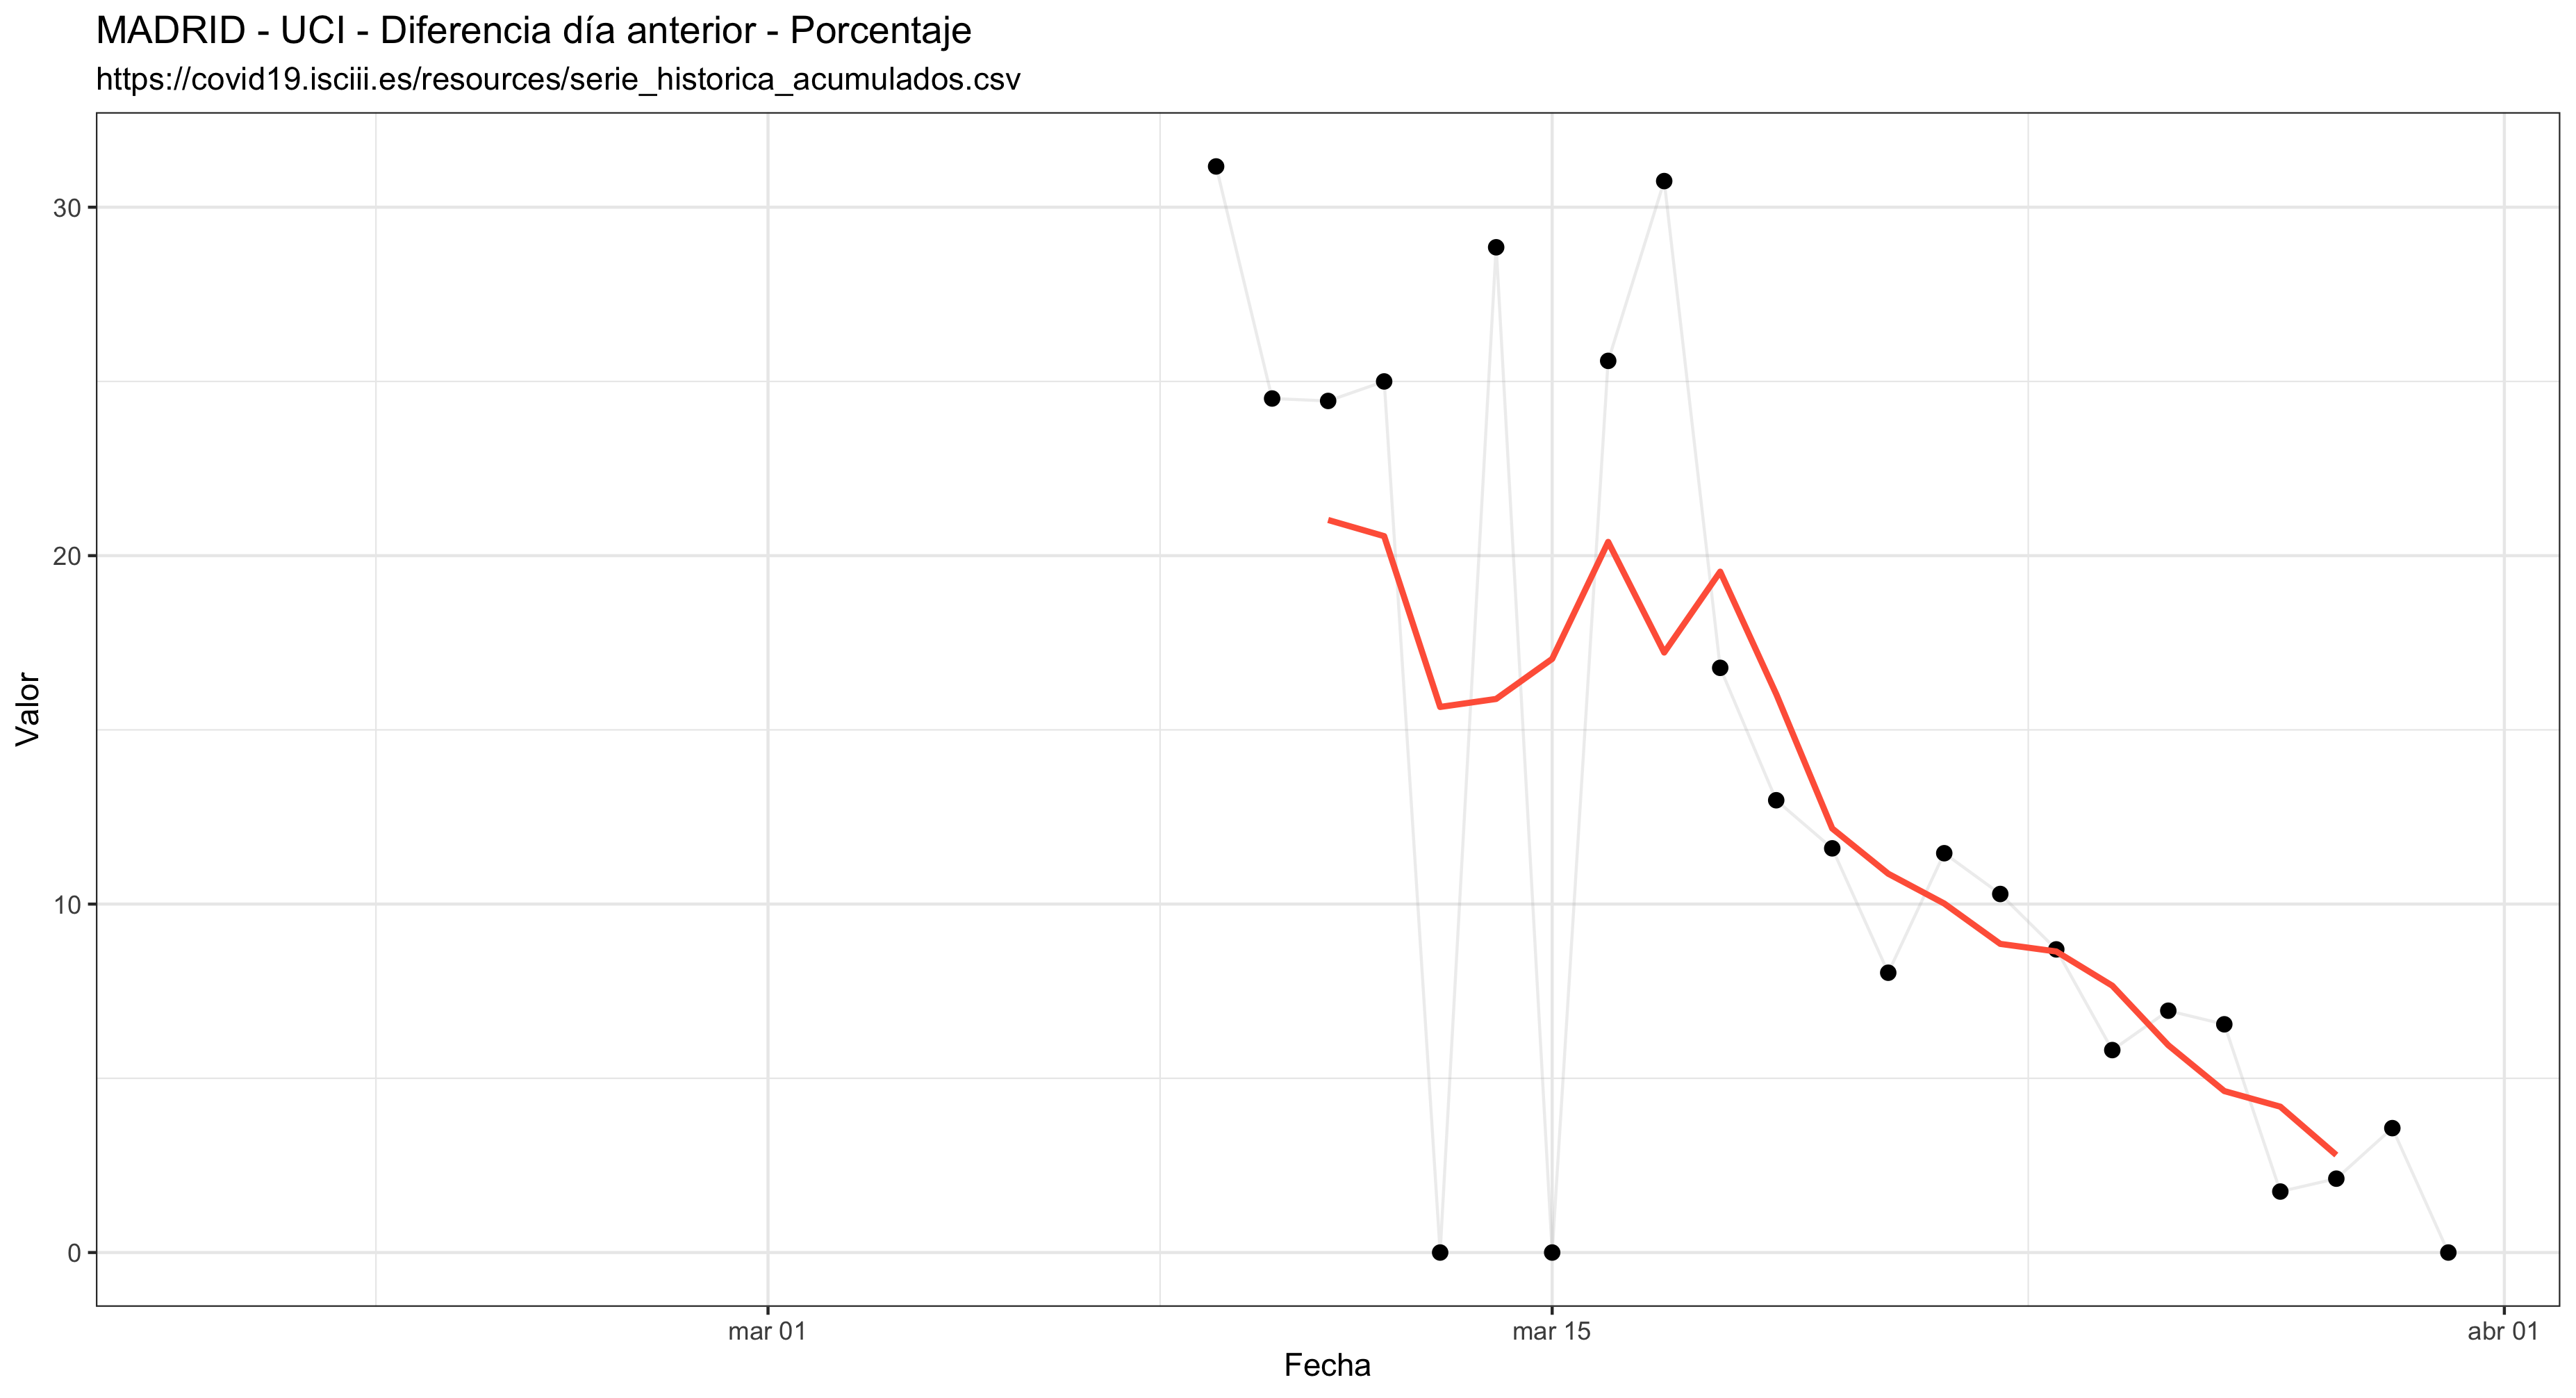 MADRID - UCI - Diferencia día anterior - Porcentaje
https://covid19.isciii.es/resources/serie_historica_acumulados.csv
30
20
10
0
Valor
mar 01
mar 15
abr 01
Fecha